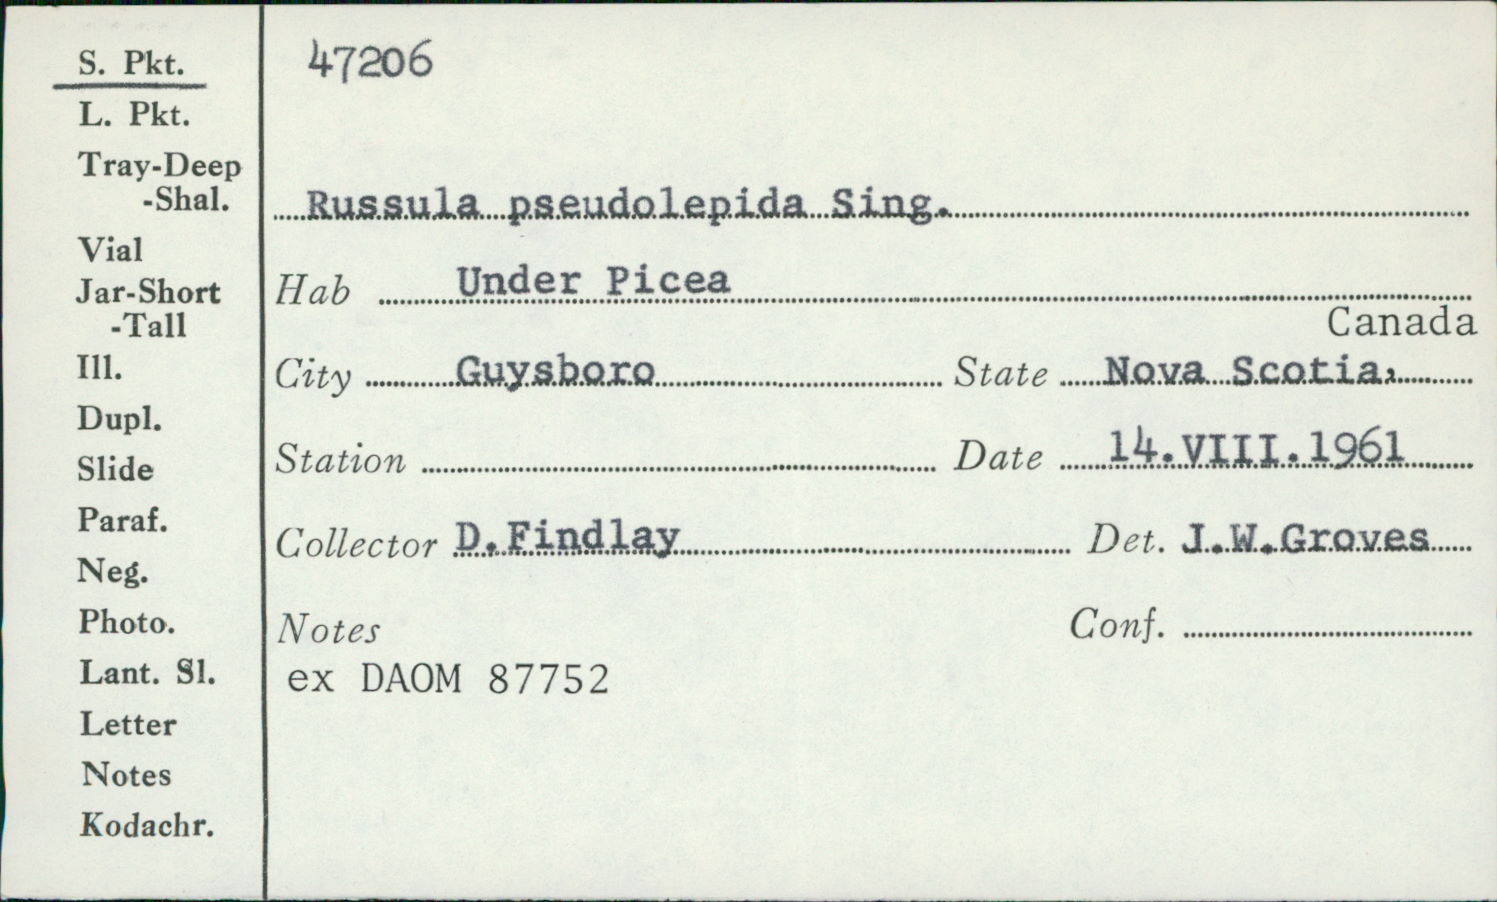 S. Pkt.
L. Pkt.
Tray-Deep
-Shal.
Vial
Jar-Short
-Tall
Ill.
Dupl.
Slide
Paraf.
Neg.
Photo.
Lant. Sl.
Letter
Notes
Kodachr.
47206
Russula pseudolepida Sing.
Hab Under Picea
Canada
City Guysboro State Nova Scotia,
Station Date 14.VIII.1961
Collector D.Findlay Det. J.W.Groves
Notes Conf.
ex DAOM 87752